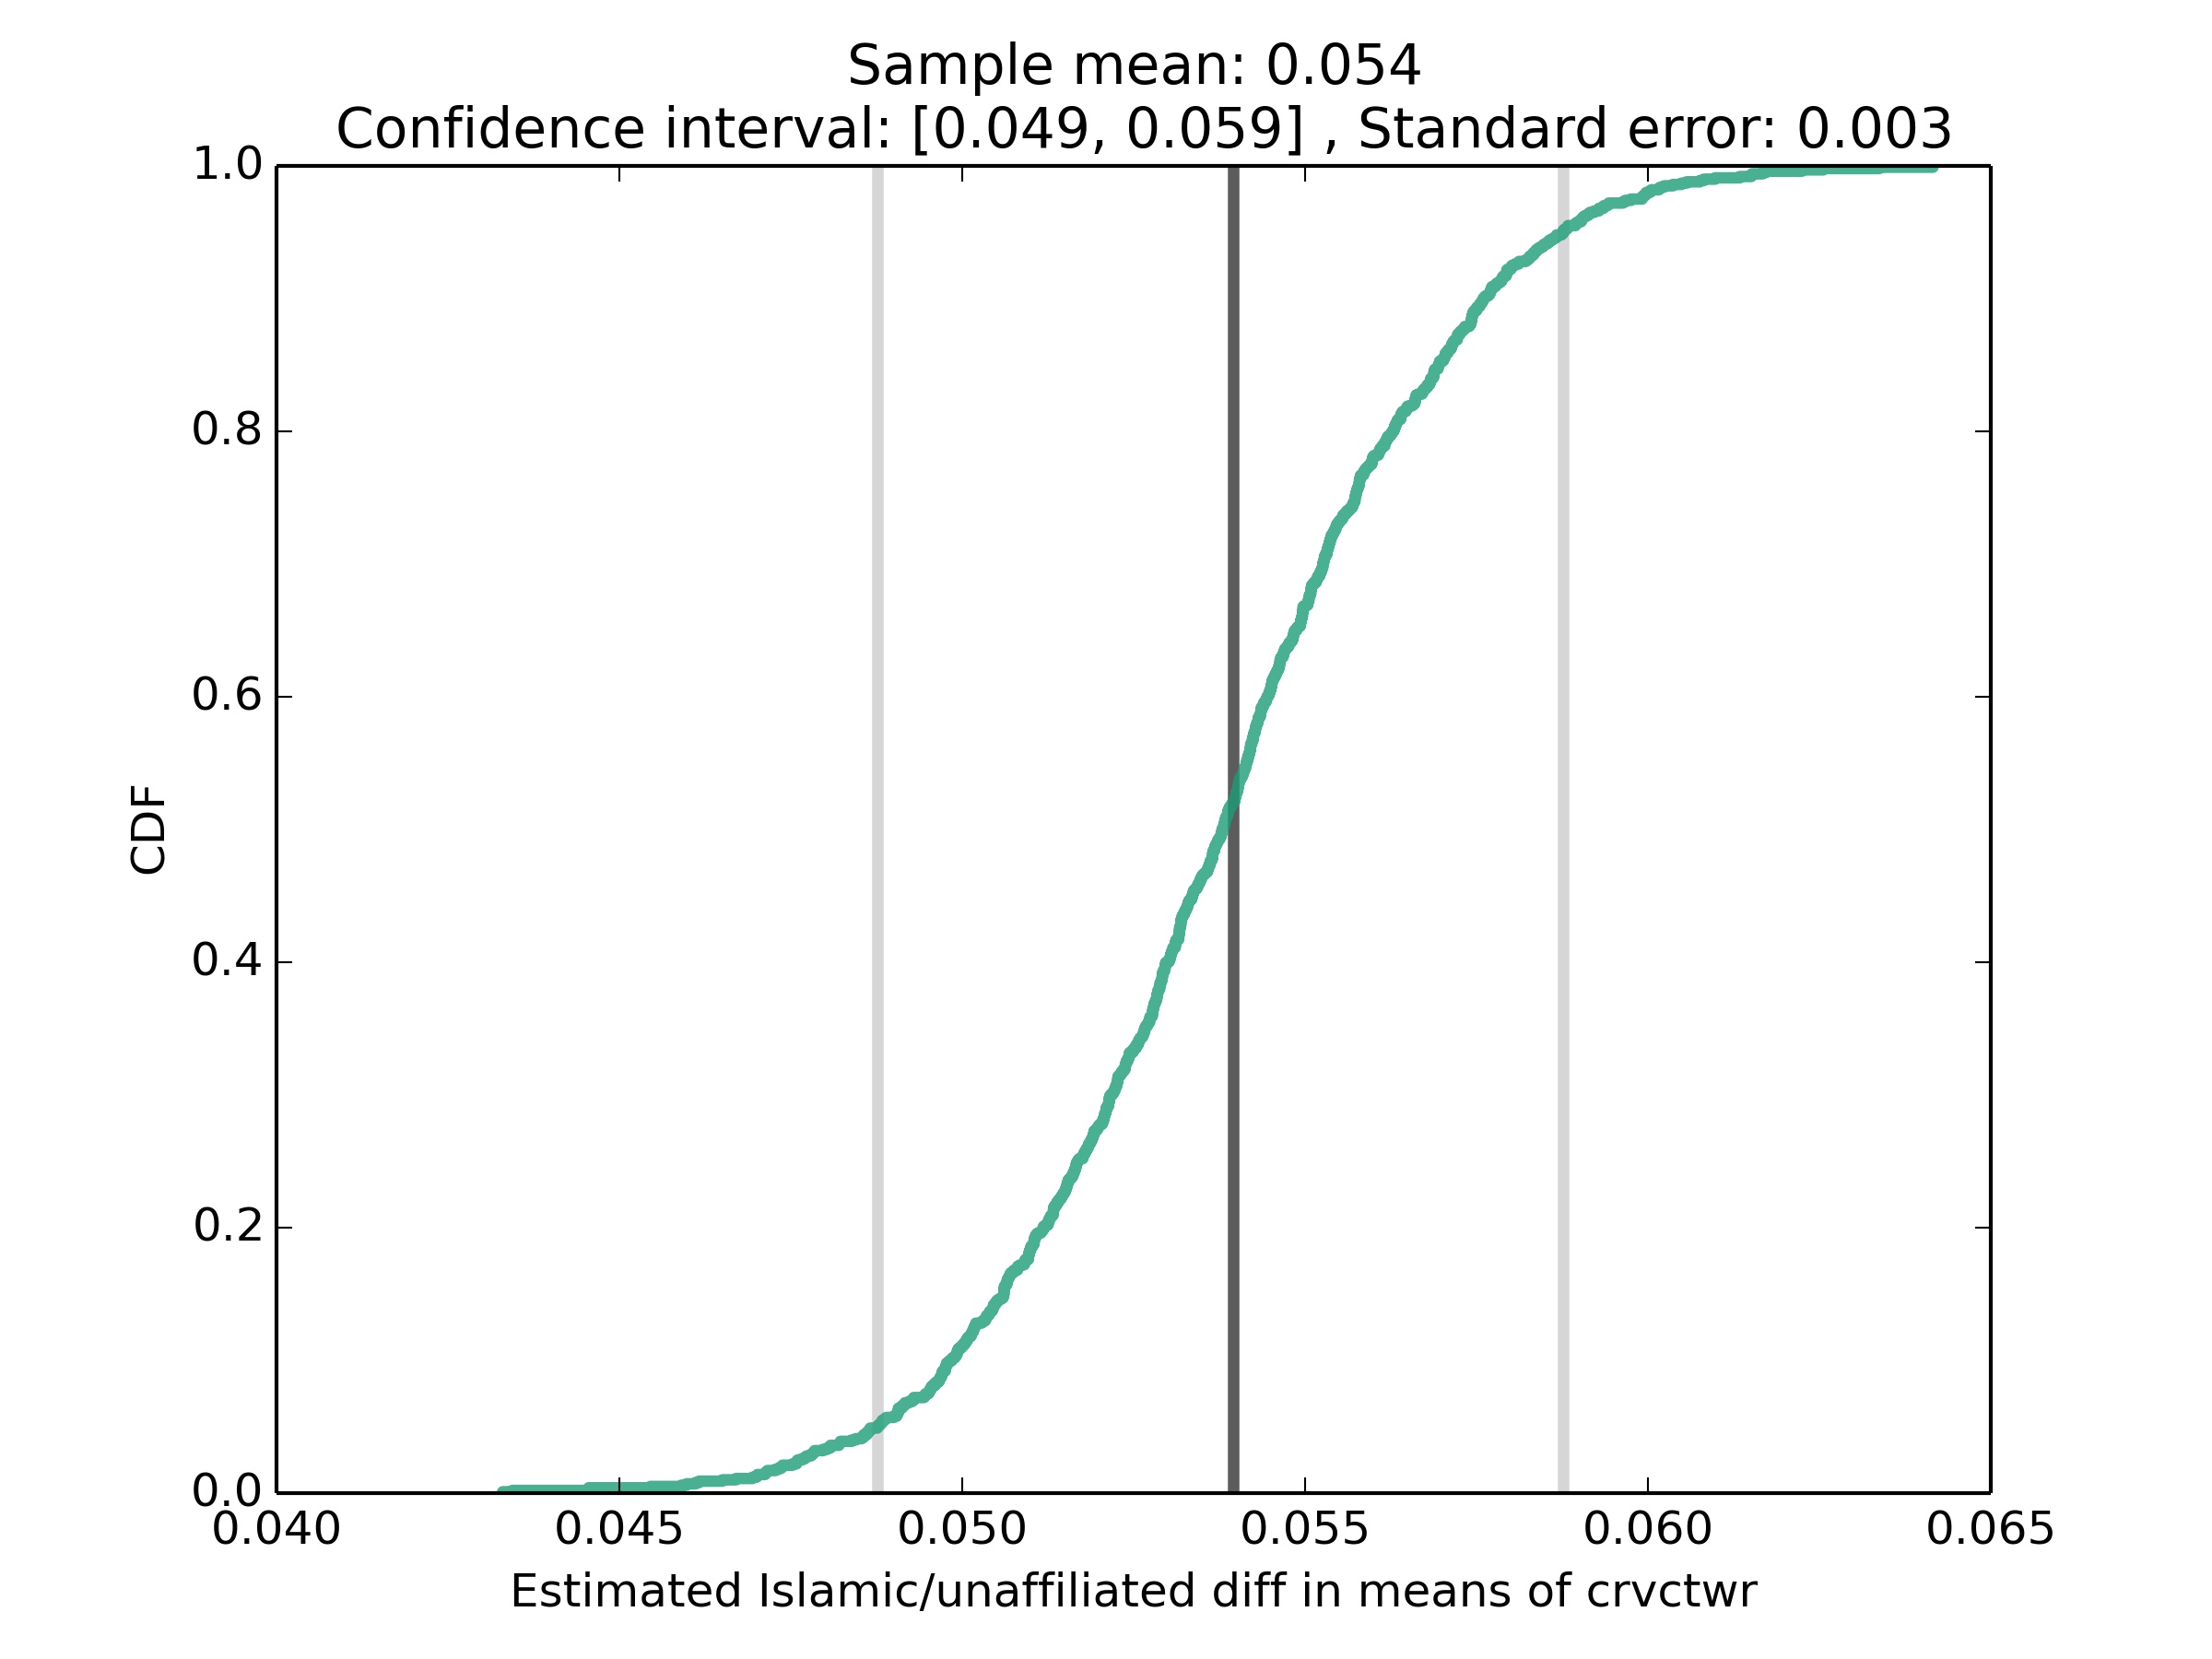 Sample mean: 0.054
Confidence interval: [0.049, 0.059] , Standard error: 0.003
1.0
0.8
0.6
0.4
0.2
0.0
CDF
0.040 0.045 0.050 0.055 0.060 0.065
Estimated Islamic/unaffiliated diff in means of crvctwr